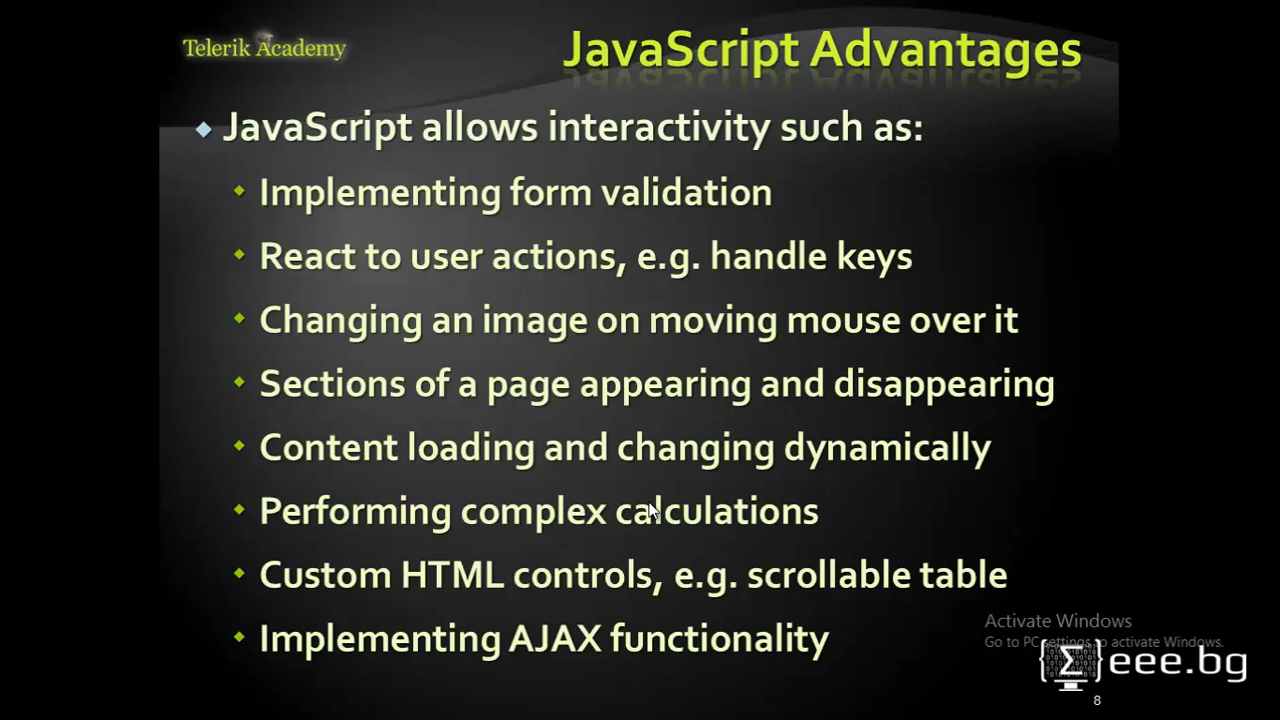 Telerik Academy
JavaScript Advantages
JavaScript allows interactivity such as:
Implementing form validation
React to user actions, e.g. handle keys
Changing an image on moving mouse over it
Sections of a page appearing and disappearing
Content loading and changing dynamically
Performing complex calculations
Custom HTML controls, e.g. scrollable table
Implementing AJAX functionality
Activate Windows
Go to PC settings to activate Windows.
{Σ}eee.bg
8